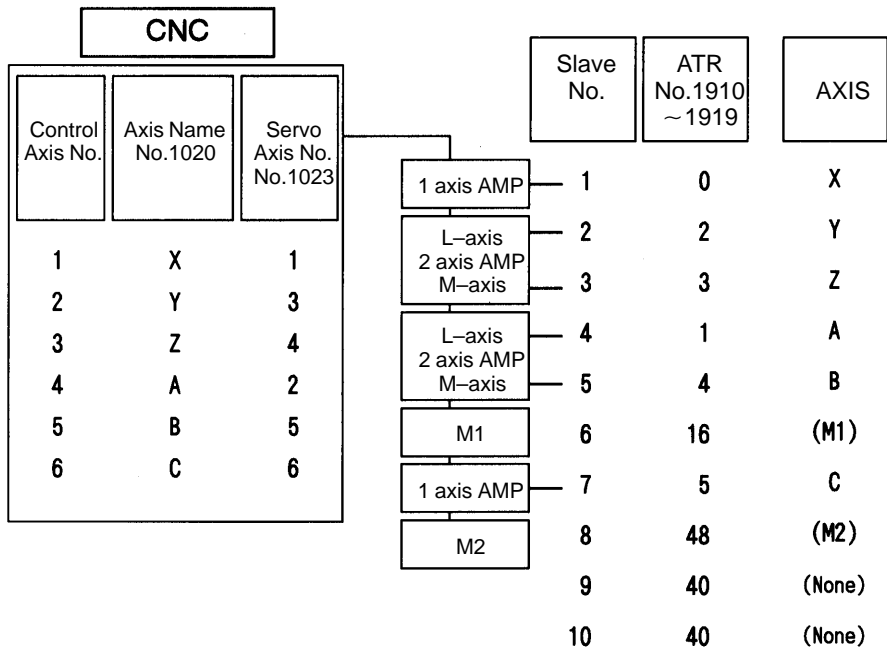 CNC
Control
Axis No.
Axis Name
No.1020
Servo
Axis No.
No.1023
1 X 1
2 Y 3
3 Z 4
4 A 2
5 B 5
6 C 6
1 axis AMP
L–axis
2 axis AMP
M–axis
L–axis
2 axis AMP
M–axis
M1
1 axis AMP
M2
Slave
No.
ATR
No.1910
～1919
AXIS
1 0 X
2 2 Y
3 3 Z
4 1 A
5 4 B
6 16 (M1)
7 5 C
8 48 (M2)
9 40 (None)
10 40 (None)